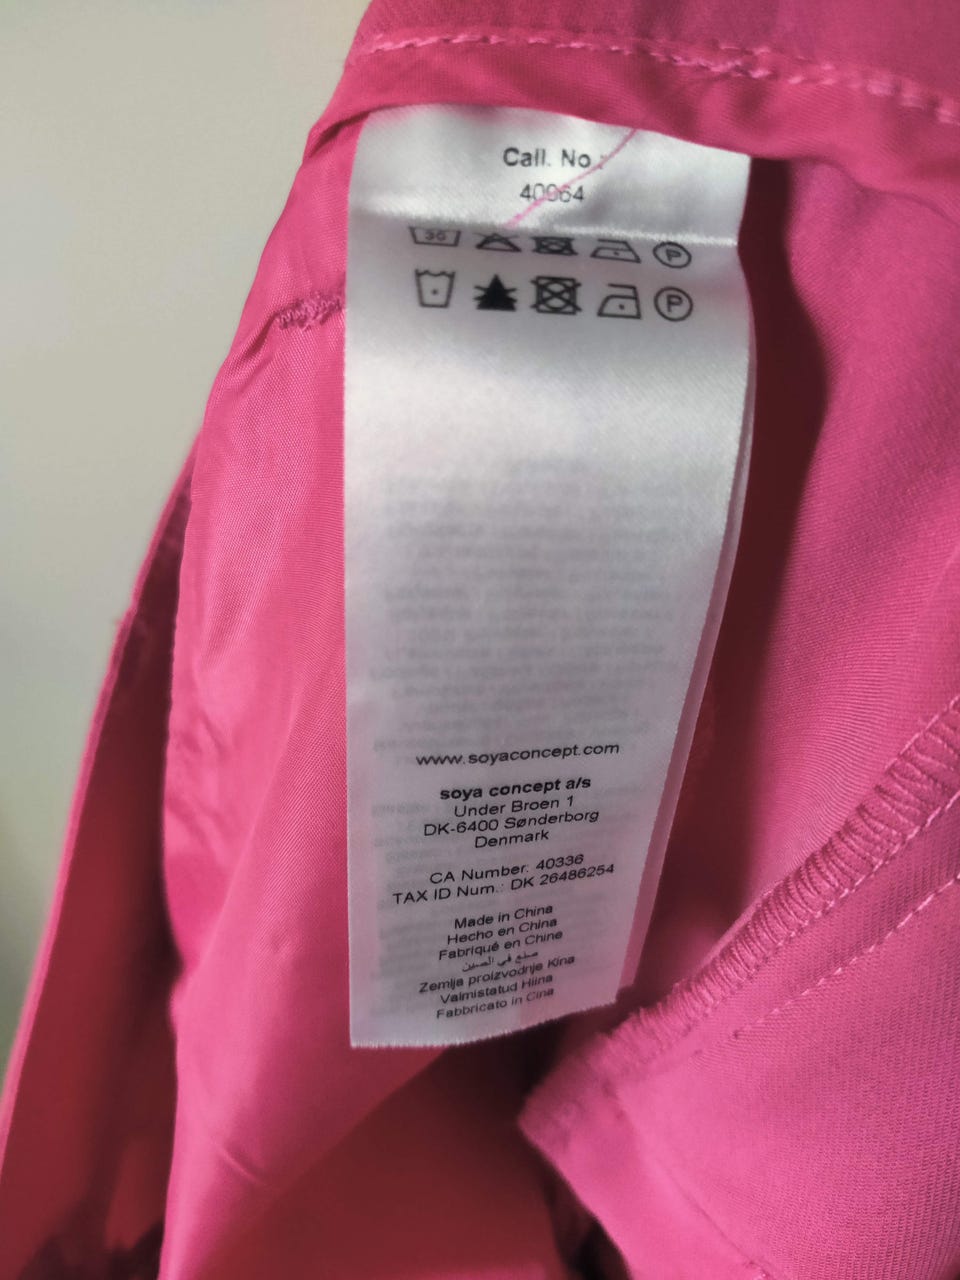 Call. No :
40964
30
P
P
www.soyaconcept.com
soya concept a/s
Under Broen 1
DK-6400 Sønderborg
Denmark
CA Number: 40336
TAX ID Num.: DK 26486254
Made in China
Hecho en China
Fabriqué en Chine
صنع في الصين
Zemlja proizvodnje Kina
Valmistatud Hiina
Fabbricato in Cina